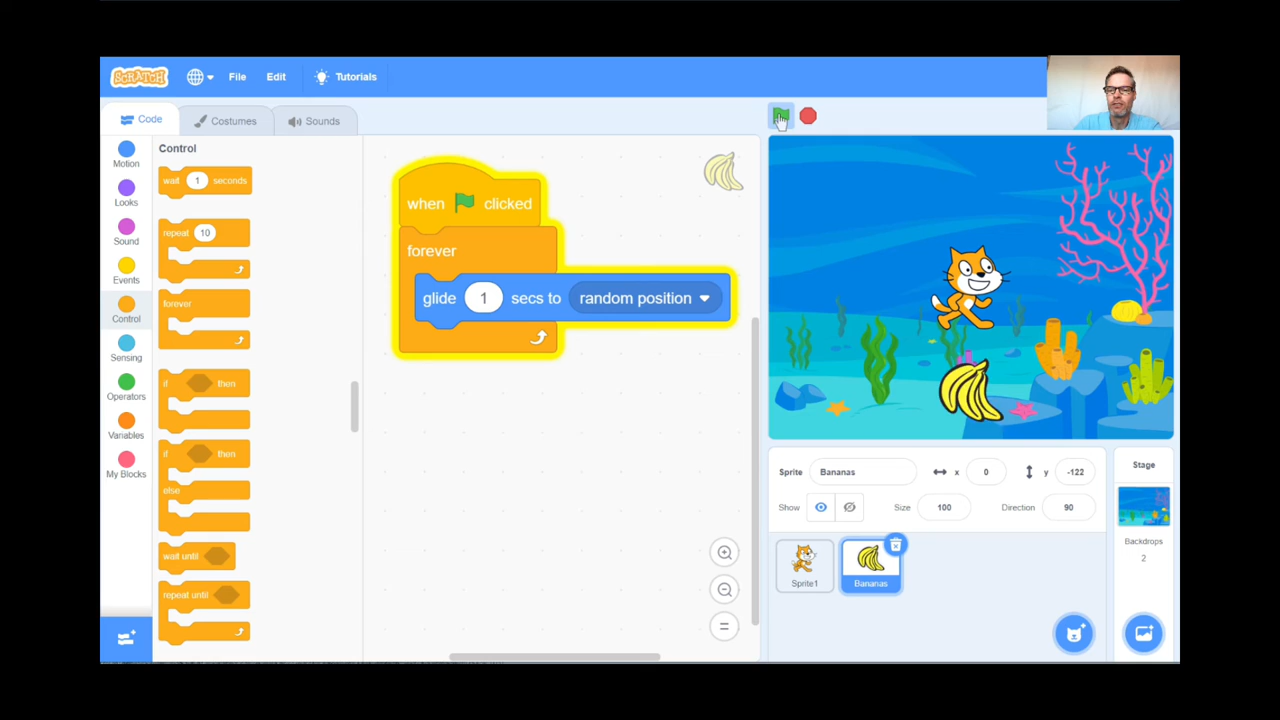 SCRATCH
File
Edit
Tutorials
Code
Costumes
Sounds
Motion
Looks
Sound
Events
Control
Sensing
Operators
Variables
My Blocks
Control
wait 1 seconds
repeat 10
forever
if then
if then
else
wait until
repeat until
when clicked
forever
glide 1 secs to random position
Sprite Bananas x 0 y -122
Show Size 100 Direction 90
Sprite1
Bananas
Stage
Backdrops
2